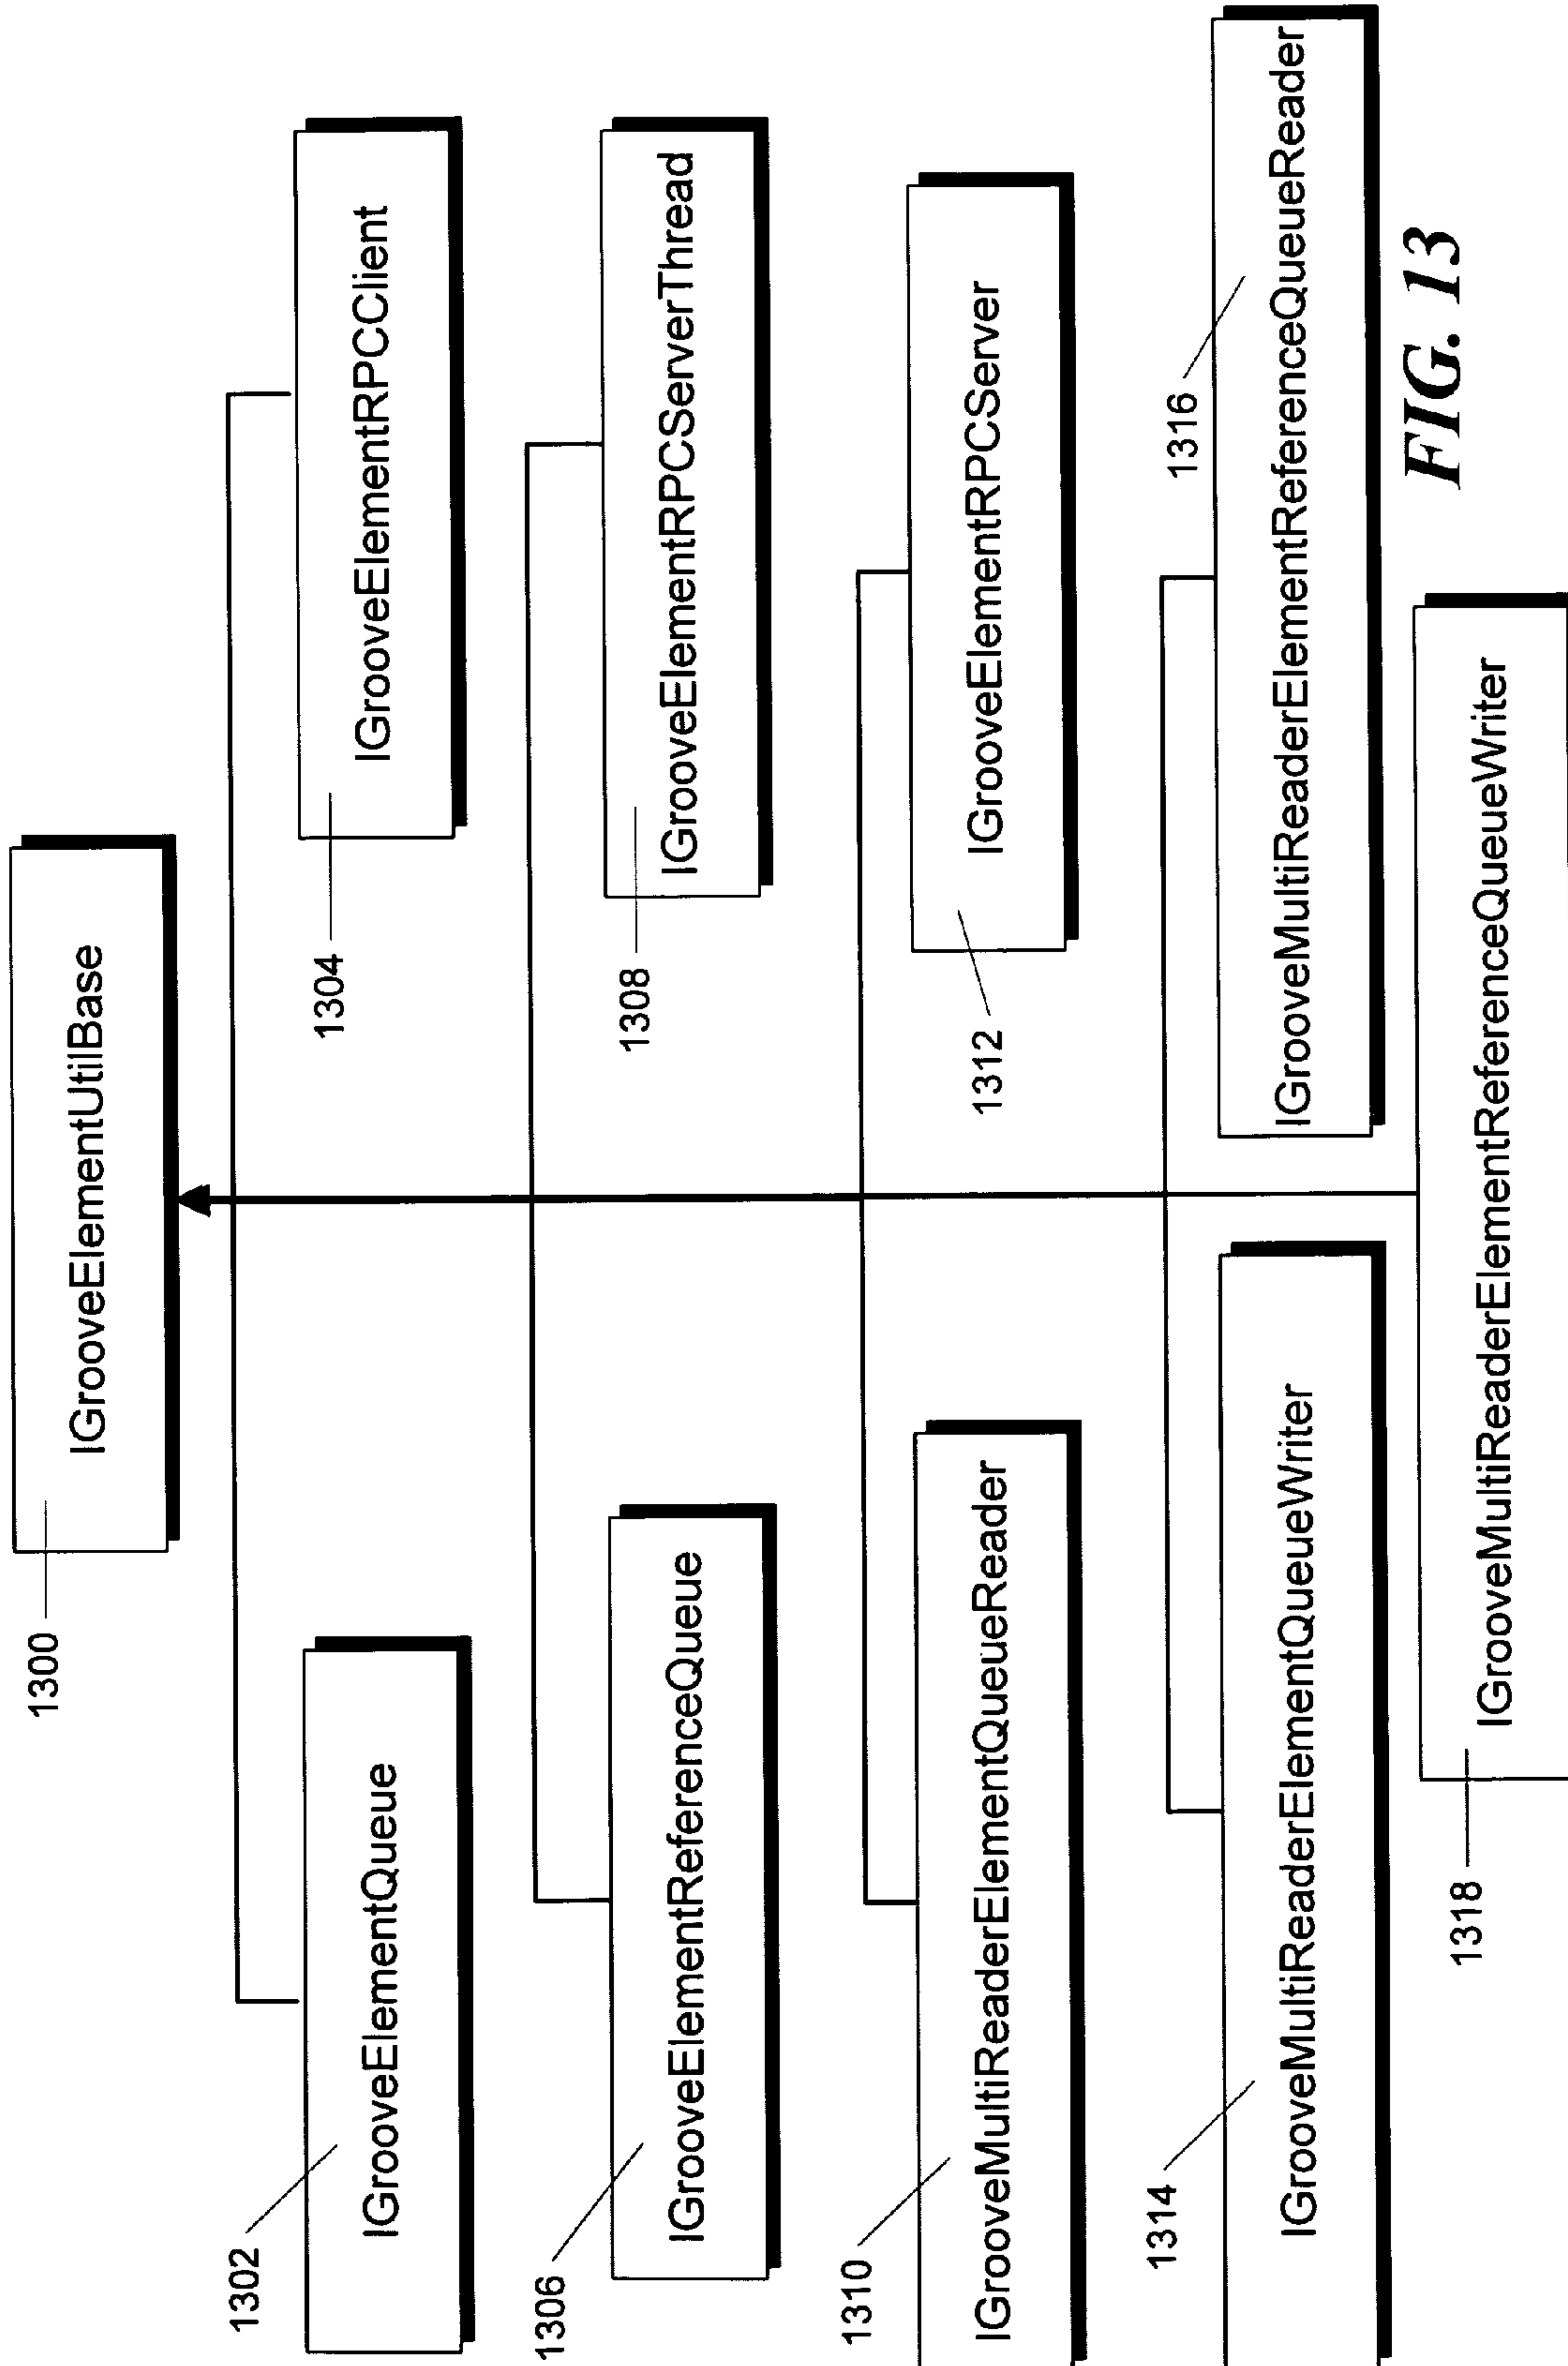 1300
IGrooveElementUtilBase
1302
IGrooveElementQueue
1304
IGrooveElementRPCClient
1306
IGrooveElementReferenceQueue
1308
IGrooveElementRPCServerThread
1310
IGrooveMultiReaderElementQueueReader
1312
IGrooveElementRPCServer
1314
IGrooveMultiReaderElementQueueWriter
1316
IGrooveMultiReaderElementReferenceQueueReader
1318
IGrooveMultiReaderElementReferenceQueueWriter
FIG. 13